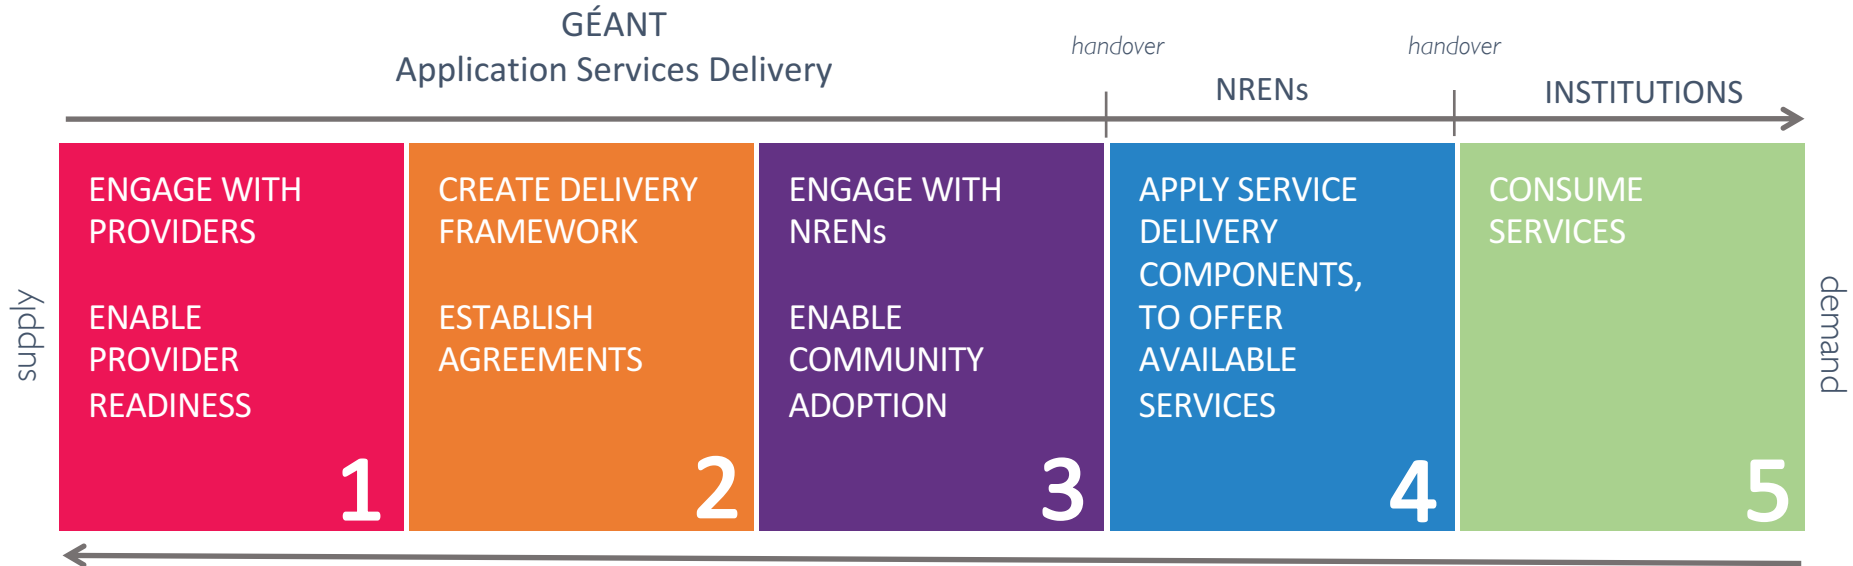 GÉANT
Application Services Delivery
handover
handover
NRENs
INSTITUTIONS
supply
ENGAGE WITH
PROVIDERS
ENABLE
PROVIDER
READINESS
1
CREATE DELIVERY
FRAMEWORK
ESTABLISH
AGREEMENTS
2
ENGAGE WITH
NRENs
ENABLE
COMMUNITY
ADOPTION
3
APPLY SERVICE
DELIVERY
COMPONENTS,
TO OFFER
AVAILABLE
SERVICES
4
CONSUME
SERVICES
5
demand